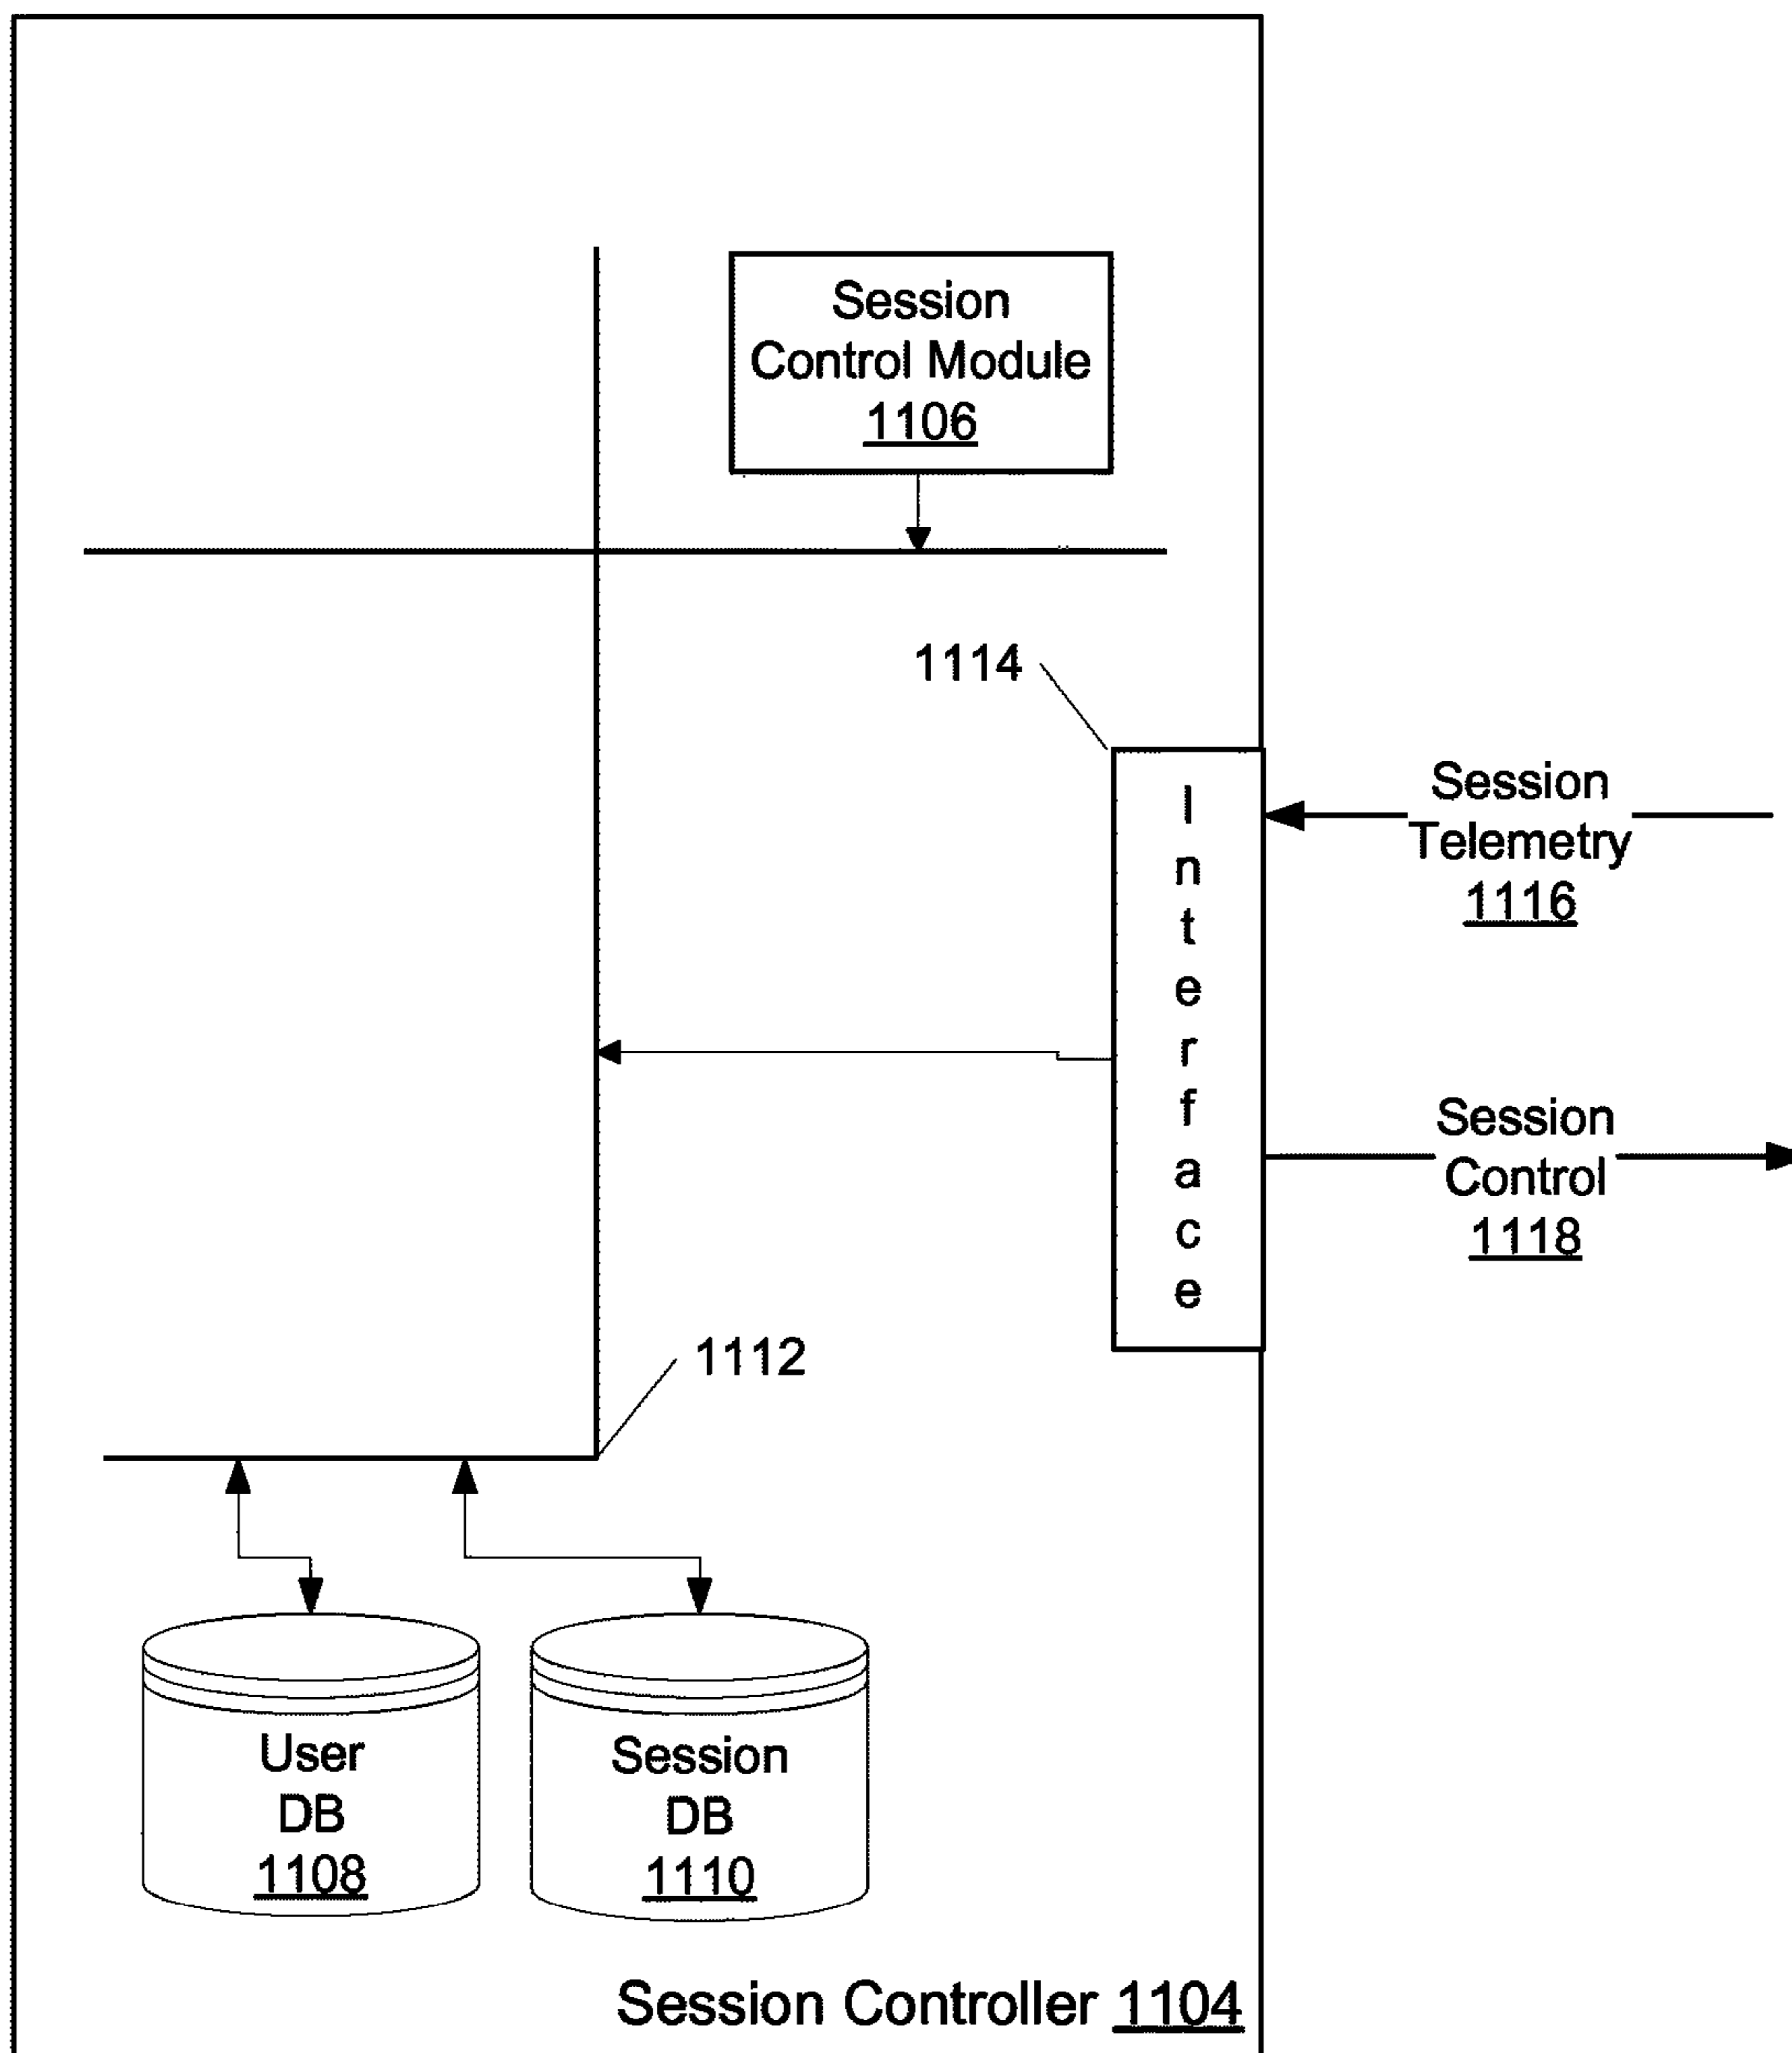 Session
Control Module
1106
1114
Interface
Session
Telemetry
1116
Session
Control
1118
1112
User
DB
1108
Session
DB
1110
Session Controller 1104